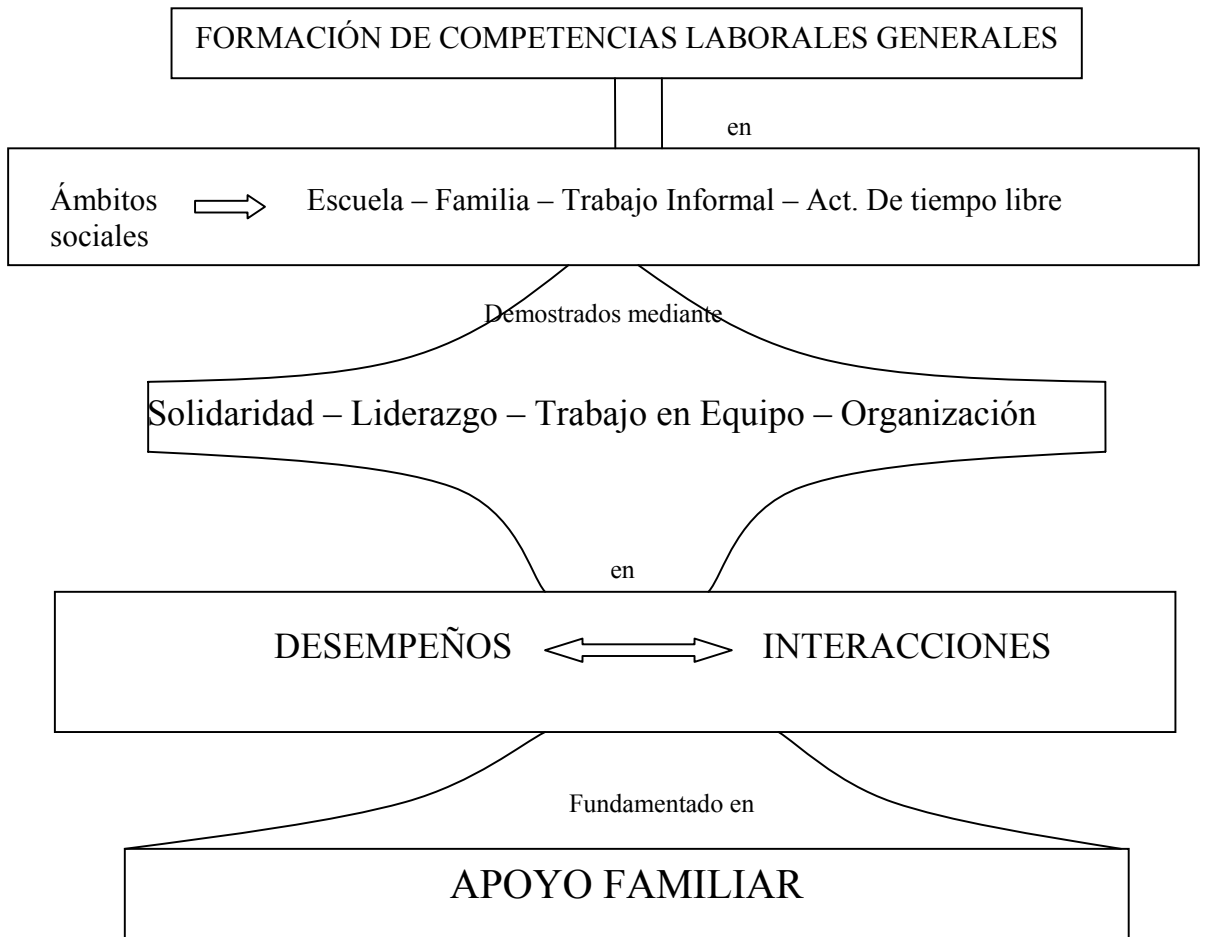 FORMACIÓN DE COMPETENCIAS LABORALES GENERALES
en
Ámbitos sociales
Escuela – Familia – Trabajo Informal – Act. De tiempo libre
Demostrados mediante
Solidaridad – Liderazgo – Trabajo en Equipo – Organización
en
DESEMPEÑOS INTERACCIONES
Fundamentado en
APOYO FAMILIAR